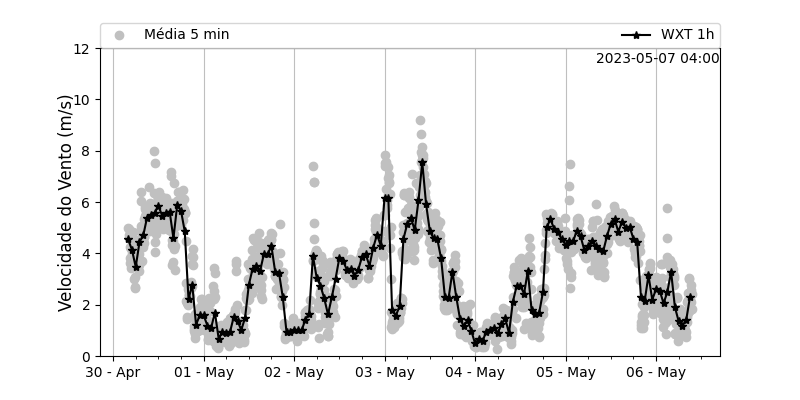 Média 5 min
WXT 1h
2023-05-07 04:00
Velocidade do Vento (m/s)
12
10
8
6
4
2
0
30 - Apr
01 - May
02 - May
03 - May
04 - May
05 - May
06 - May